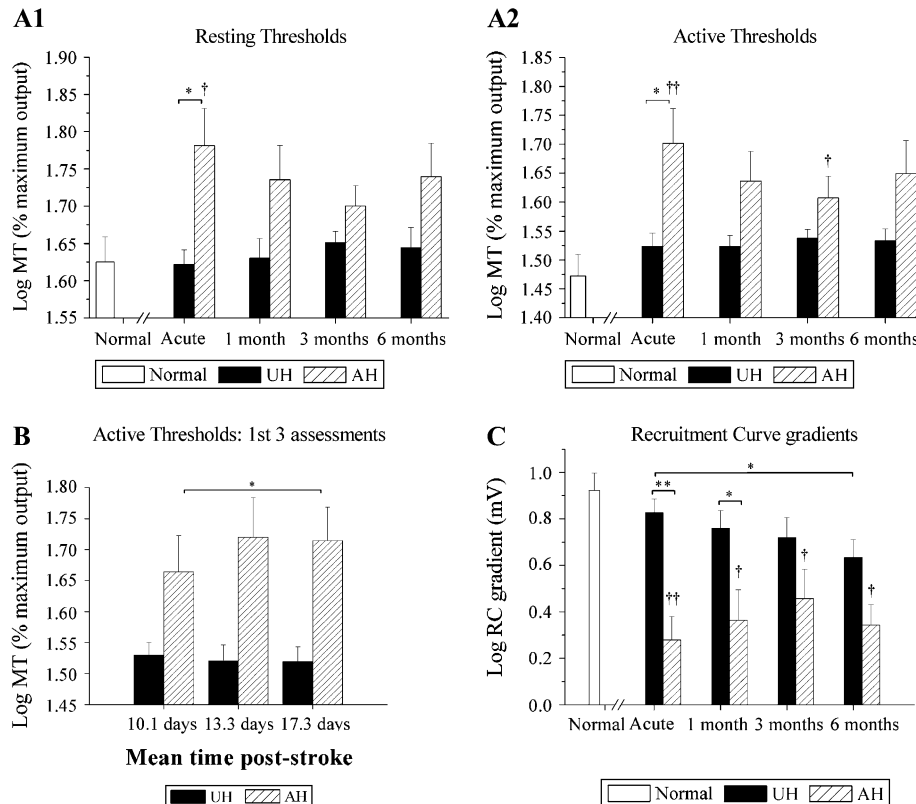 A1
Resting Thresholds
Log MT (% maximum output)
1.90
1.85
1.80
1.75
1.70
1.65
1.60
1.55
* †
Normal Acute 1 month 3 months 6 months
Normal UH AH
A2
Active Thresholds
Log MT (% maximum output)
1.85
1.80
1.75
1.70
1.65
1.60
1.55
1.50
1.45
1.40
* ††
†
Normal Acute 1 month 3 months 6 months
Normal UH AH
B
Active Thresholds: 1st 3 assessments
Log MT (% maximum output)
1.80
1.75
1.70
1.65
1.60
1.55
1.50
1.45
*
10.1 days 13.3 days 17.3 days
Mean time post-stroke
UH AH
C
Recruitment Curve gradients
Log RC gradient (mV)
1.0
0.8
0.6
0.4
0.2
0.0
*
** *
†† † † †
Normal Acute 1 month 3 months 6 months
Normal UH AH